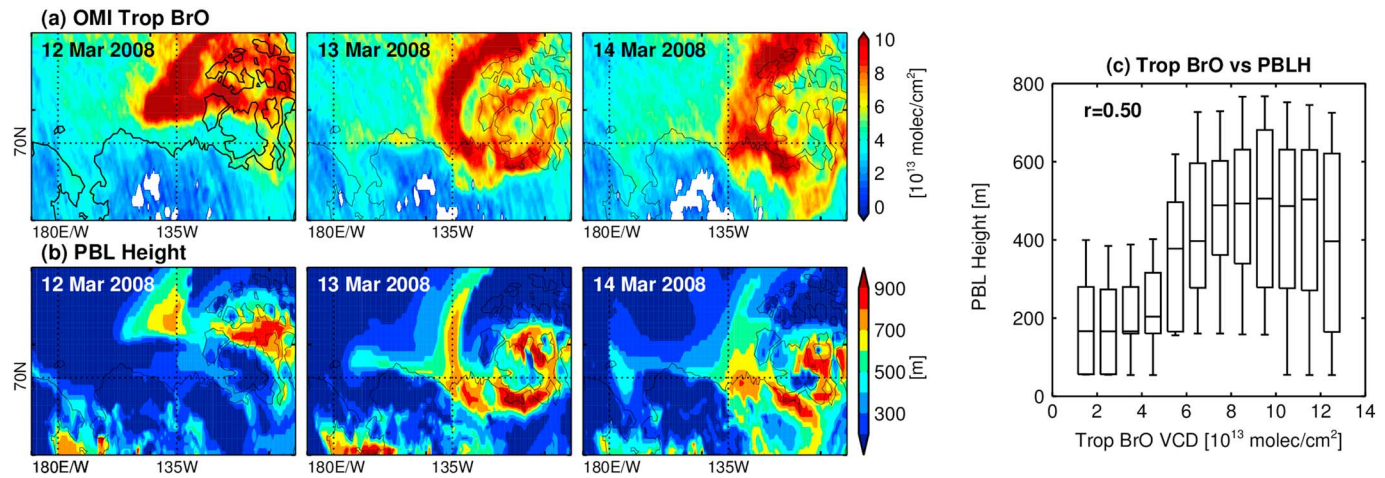 (a) OMI Trop BrO
12 Mar 2008
13 Mar 2008
14 Mar 2008
70N
180E/W
135W
180E/W
135W
180E/W
135W
10
8
6
4
2
0
[10¹³ molec/cm²]
(b) PBL Height
12 Mar 2008
13 Mar 2008
14 Mar 2008
70N
180E/W
135W
180E/W
135W
180E/W
135W
900
700
500
300
[m]
(c) Trop BrO vs PBLH
r=0.50
PBL Height [m]
800
600
400
200
0
0
2
4
6
8
10
12
14
Trop BrO VCD [10¹³ molec/cm²]